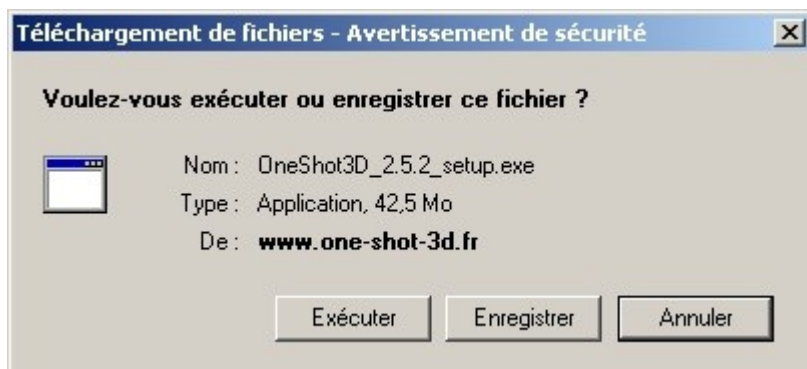 Téléchargement de fichiers - Avertissement de sécurité
Voulez-vous exécuter ou enregistrer ce fichier ?
Nom : OneShot3D_2.5.2_setup.exe
Type : Application, 42,5 Mo
De : www.one-shot-3d.fr
Exécuter Enregistrer Annuler